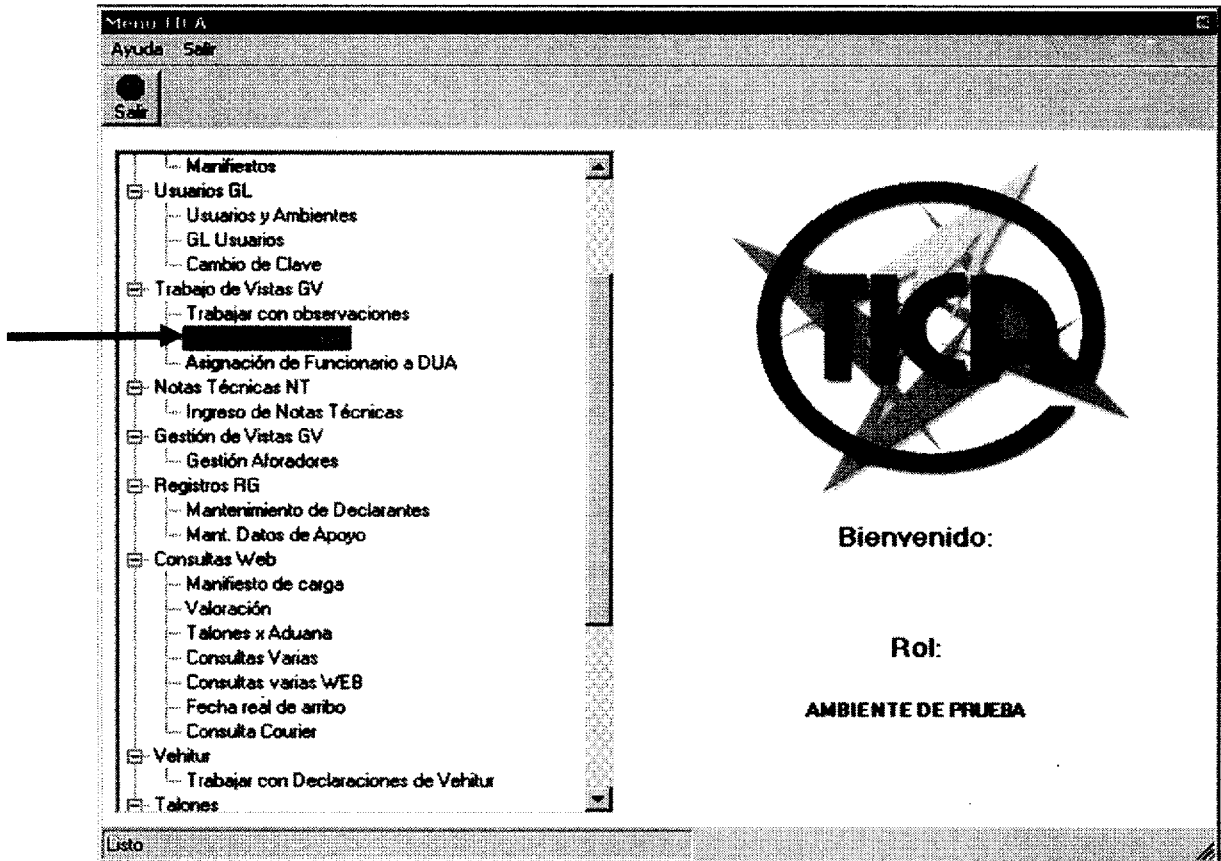 Menu TICA
Ayuda Salir
Salir
Manifiestos
Usuarios GL
Usuarios y Ambientes
GL Usuarios
Cambio de Clave
Trabajo de Vistas GV
Trabajar con observaciones
Asignación de Funcionario a DUA
Notas Técnicas NT
Ingreso de Notas Técnicas
Gestión de Vistas GV
Gestión Aforadores
Registros RG
Mantenimiento de Declarantes
Mant. Datos de Apoyo
Consultas Web
Manifiesto de carga
Valoración
Talones x Aduana
Consultas Varias
Consultas varias WEB
Fecha real de arribo
Consulta Courier
Vehitur
Trabajar con Declaraciones de Vehitur
Talones
TICA
Bienvenido:
Rol:
AMBIENTE DE PRUEBA
Listo